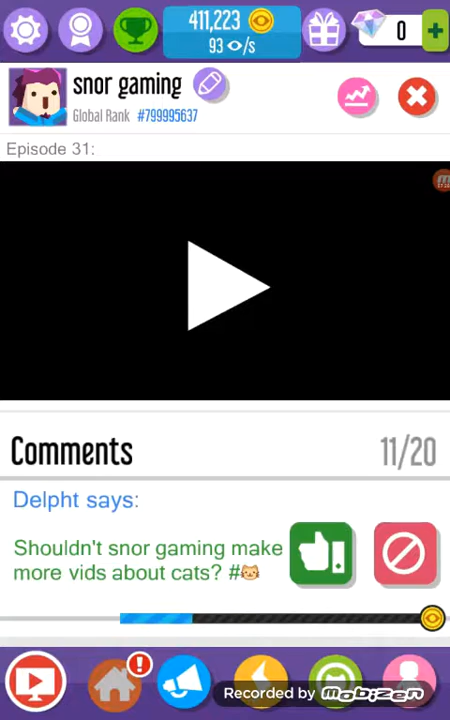 411,223
93 /s
0
snor gaming
Global Rank #799995637
Episode 31:
Comments 11/20
Delpht says:
Shouldn't snor gaming make
more vids about cats? #🐱
Recorded by Mobizen